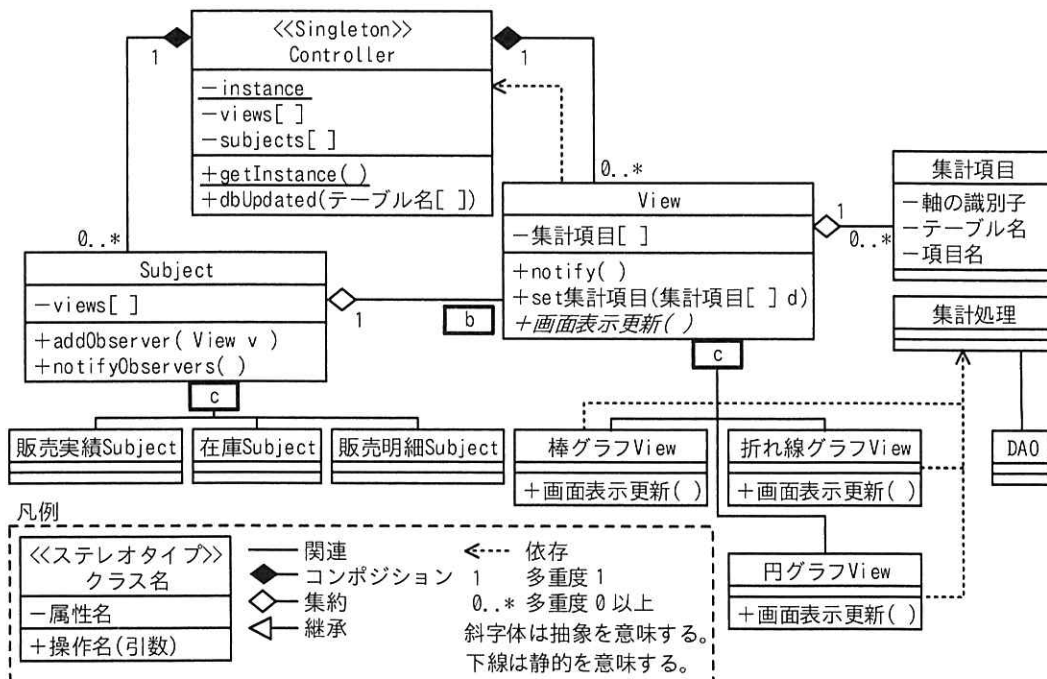 <<Singleton>>
Controller
－instance
－views[ ]
－subjects[ ]
＋getInstance( )
＋dbUpdated(テーブル名[ ])
1
1
0..*
0..*
Subject
－views[ ]
＋addObserver( View v )
＋notifyObservers( )
1
b
View
－集計項目[ ]
＋notify( )
＋set集計項目(集計項目[ ] d)
＋画面表示更新( )
1
0..*
集計項目
－軸の識別子
－テーブル名
－項目名
集計処理
DAO
c
c
販売実績Subject
在庫Subject
販売明細Subject
棒グラフView
＋画面表示更新( )
折れ線グラフView
＋画面表示更新( )
円グラフView
＋画面表示更新( )
凡例
<<ステレオタイプ>>
クラス名
－属性名
＋操作名(引数)
関連
コンポジション
集約
継承
依存
1 多重度 1
0..* 多重度 0 以上
斜字体は抽象を意味する。
下線は静的を意味する。